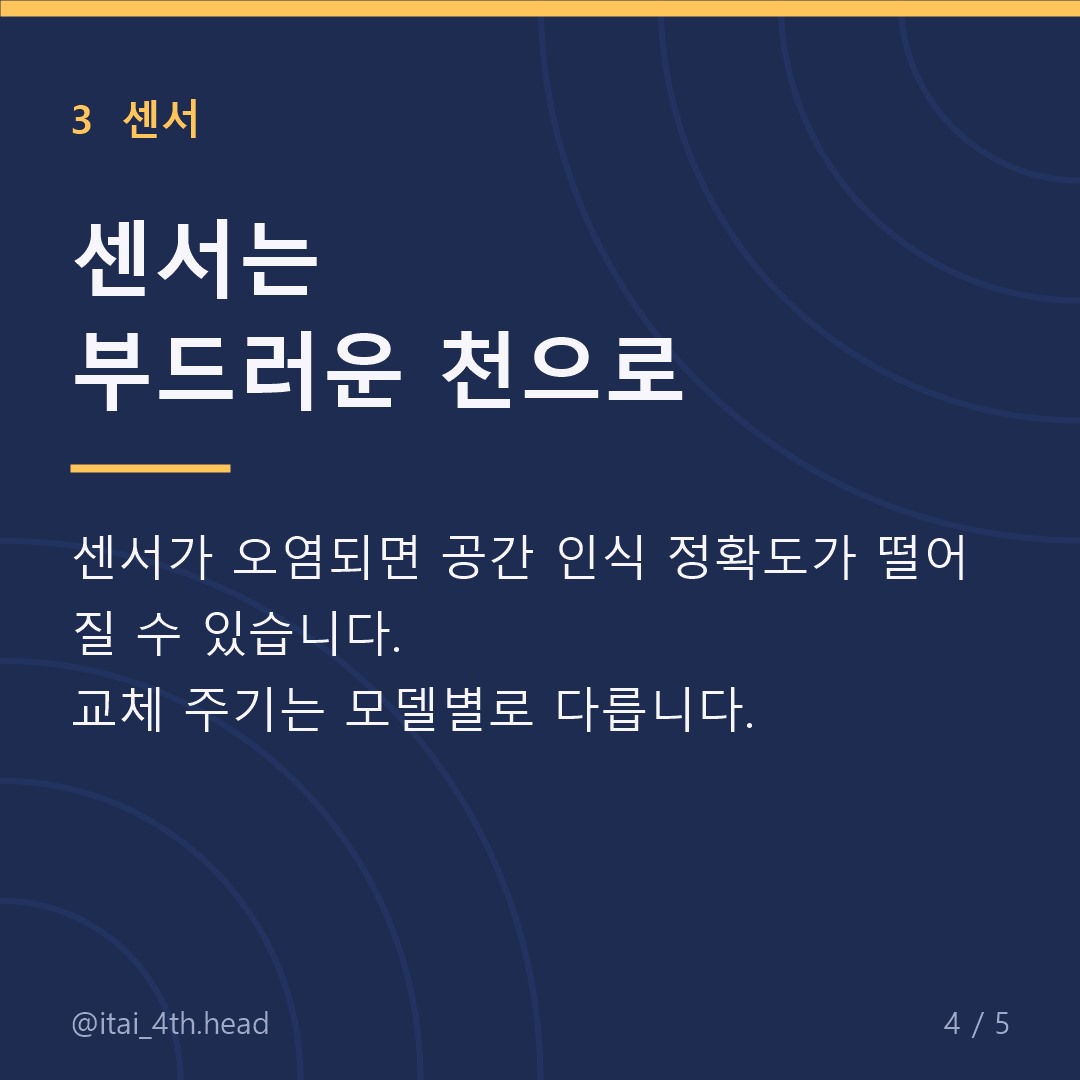 3 센서
센서는
부드러운 천으로
센서가 오염되면 공간 인식 정확도가 떨어
질 수 있습니다.
교체 주기는 모델별로 다릅니다.
@itai_4th.head
4 / 5